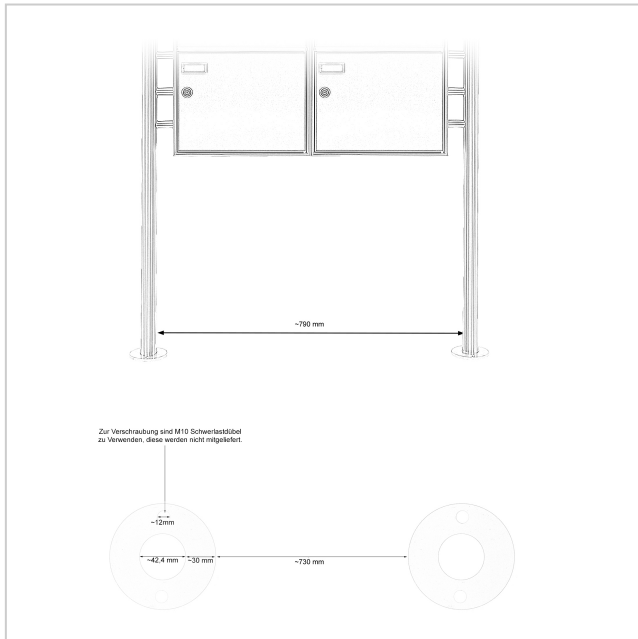 ~790 mm
Zur Verschraubung sind M10 Schwerlastdübel
zu Verwenden, diese werden nicht mitgeliefert.
~12mm
~42,4 mm
~30 mm
~730 mm